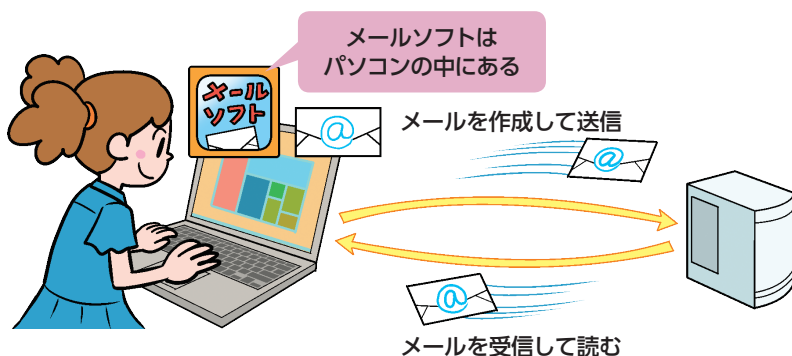 メールソフトは
パソコンの中にある
メール
ソフト
@
メールを作成して送信
@
@
メールを受信して読む